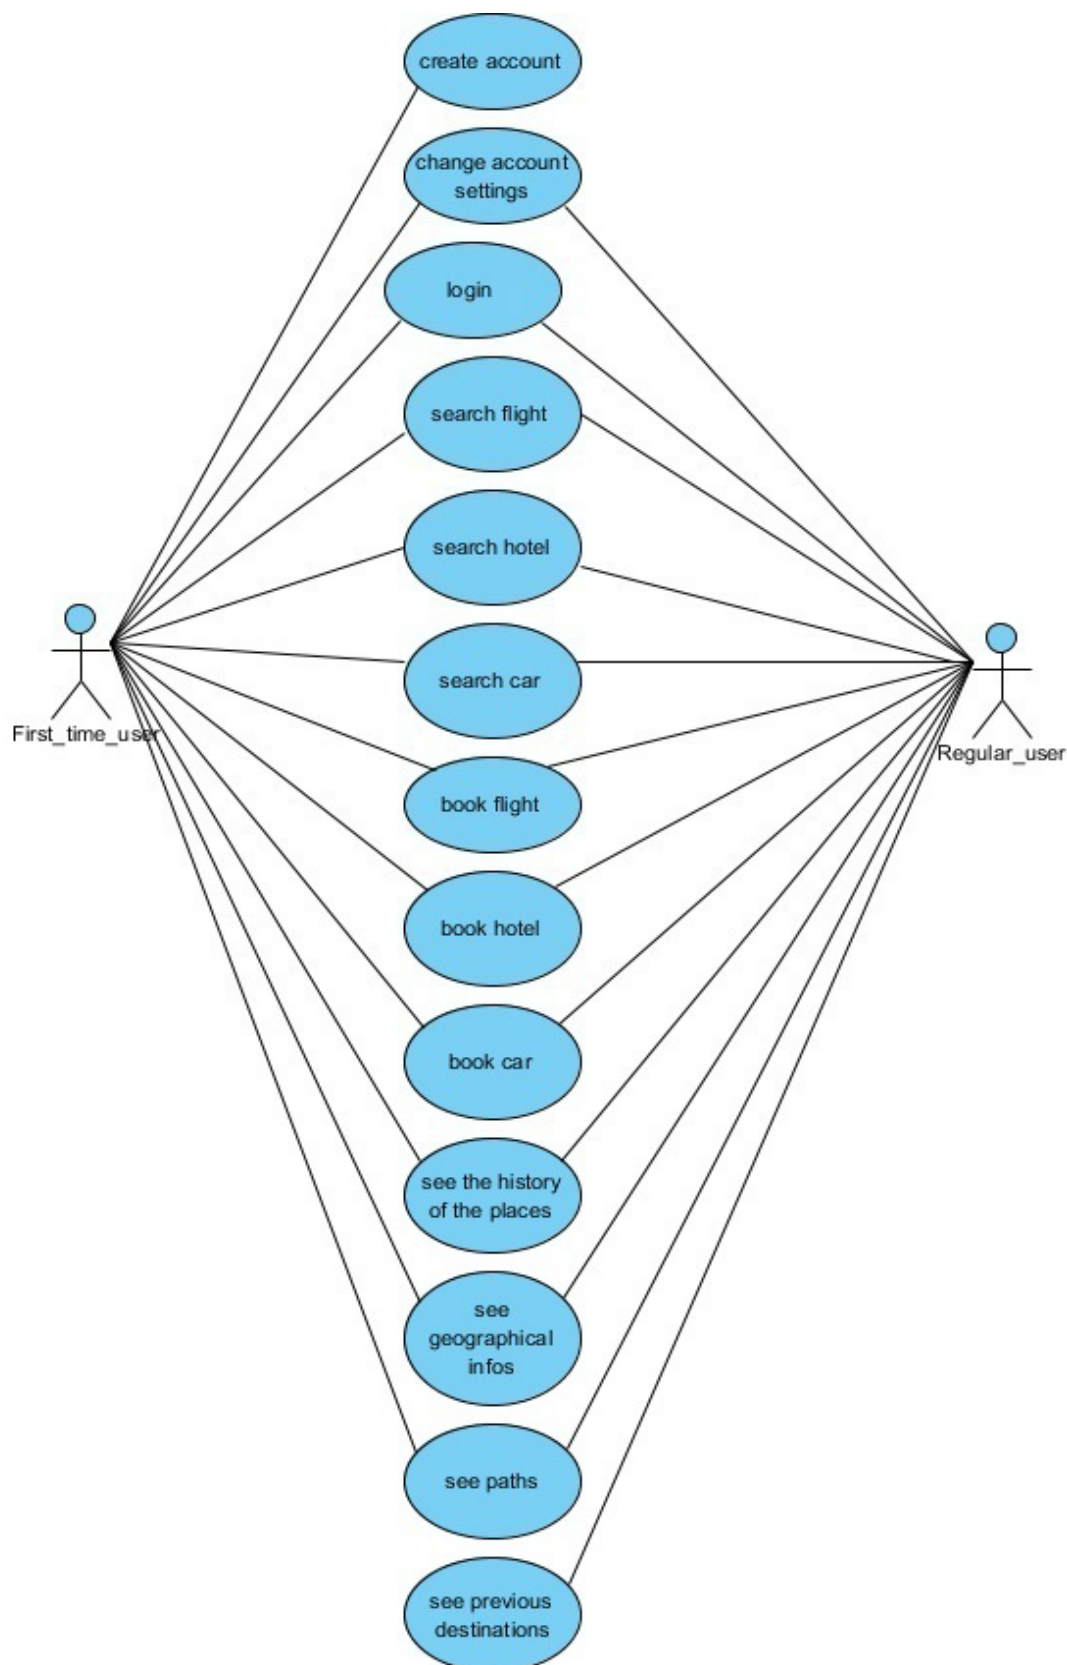 create account
change account
settings
login
search flight
search hotel
search car
First_time_user
Regular_user
book flight
book hotel
book car
see the history
of the places
see
geographical
infos
see paths
see previous
destinations